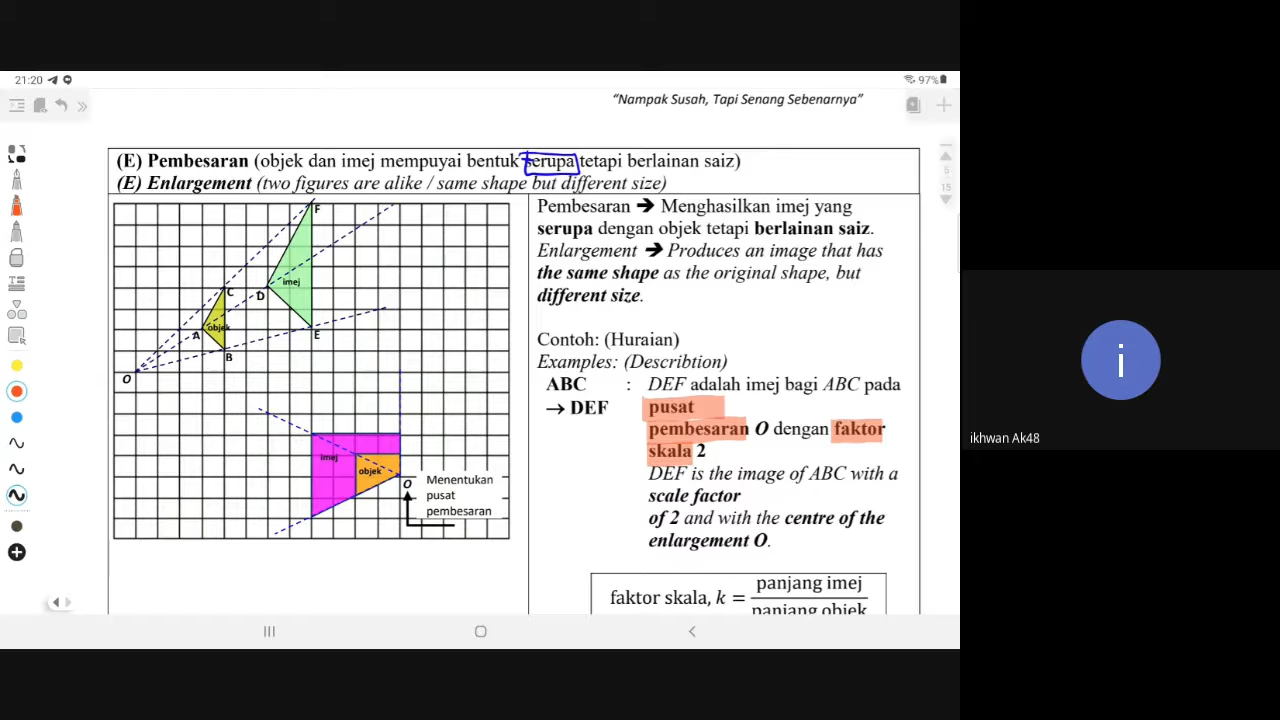 21:20
97%
“Nampak Susah, Tapi Senang Sebenarnya”
(E) Pembesaran (objek dan imej mempuyai bentuk serupa tetapi berlainan saiz)
(E) Enlargement (two figures are alike / same shape but different size)
F
C
D
imej
A
objek
B
E
O
imej
objek
O
Menentukan
pusat
pembesaran
Pembesaran ➔ Menghasilkan imej yang
serupa dengan objek tetapi berlainan saiz.
Enlargement ➔ Produces an image that has
the same shape as the original shape, but
different size.
Contoh: (Huraian)
Examples: (Describtion)
ABC : DEF adalah imej bagi ABC pada
→ DEF pusat
pembesaran O dengan faktor
skala 2
DEF is the image of ABC with a
scale factor
of 2 and with the centre of the
enlargement O.
faktor skala, k = panjang imej
panjang objek
5
15
i
ikhwan Ak48